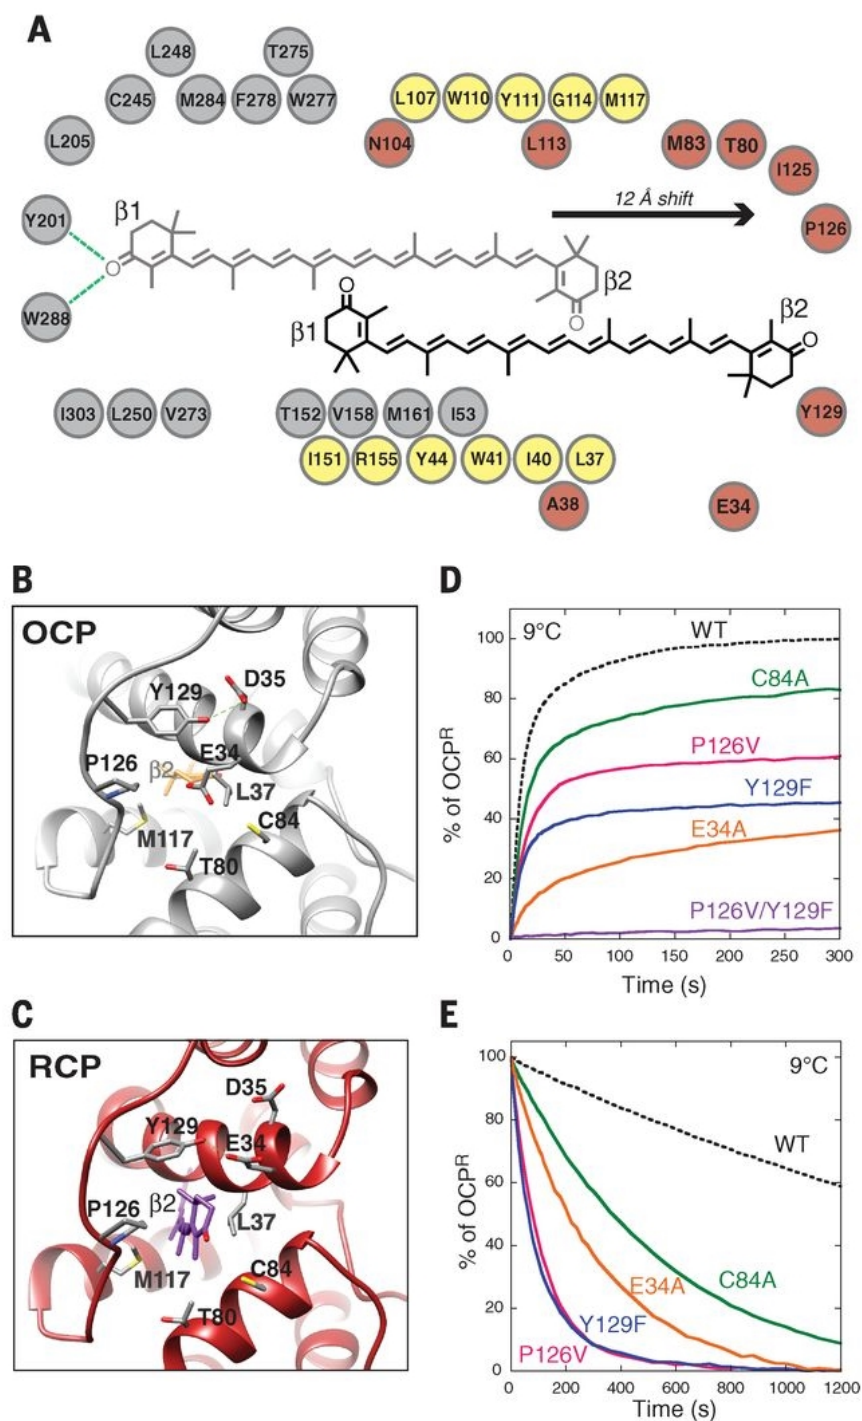 A
L248 T275
C245 M284 F278 W277 L107 W110 Y111 G114 M117
L205 N104 L113 M83 T80
I125
Y201 β1 12 Å shift P126
O
W288 β2
O O
β1 β2
O
I303 L250 V273 T152 V158 M161 I53 Y129
I151 R155 Y44 W41 I40 L37
A38 E34
B
OCP
D35
Y129
E34
P126 β2
L37
C84
M117
T80
C
RCP
D35
Y129 E34
P126 β2
L37
M117 C84
T80
D
9°C WT
C84A
P126V
Y129F
E34A
P126V/Y129F
% of OCPᴿ
100
80
60
40
20
0
0 50 100 150 200 250 300
Time (s)
E
9°C
WT
C84A
E34A
Y129F
P126V
% of OCPᴿ
100
80
60
40
20
0
0 200 400 600 800 1000 1200
Time (s)